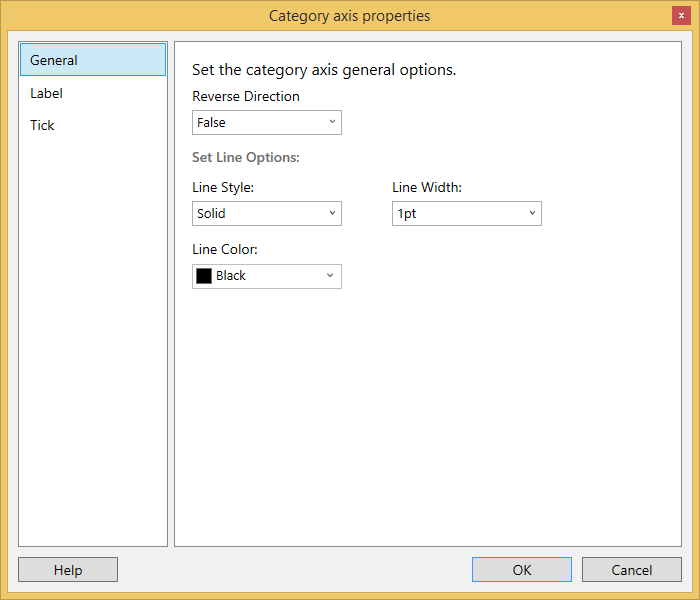 Category axis properties
x
General
Label
Tick
Set the category axis general options.
Reverse Direction
False
Set Line Options:
Line Style: Line Width:
Solid 1pt
Line Color:
Black
Help OK Cancel